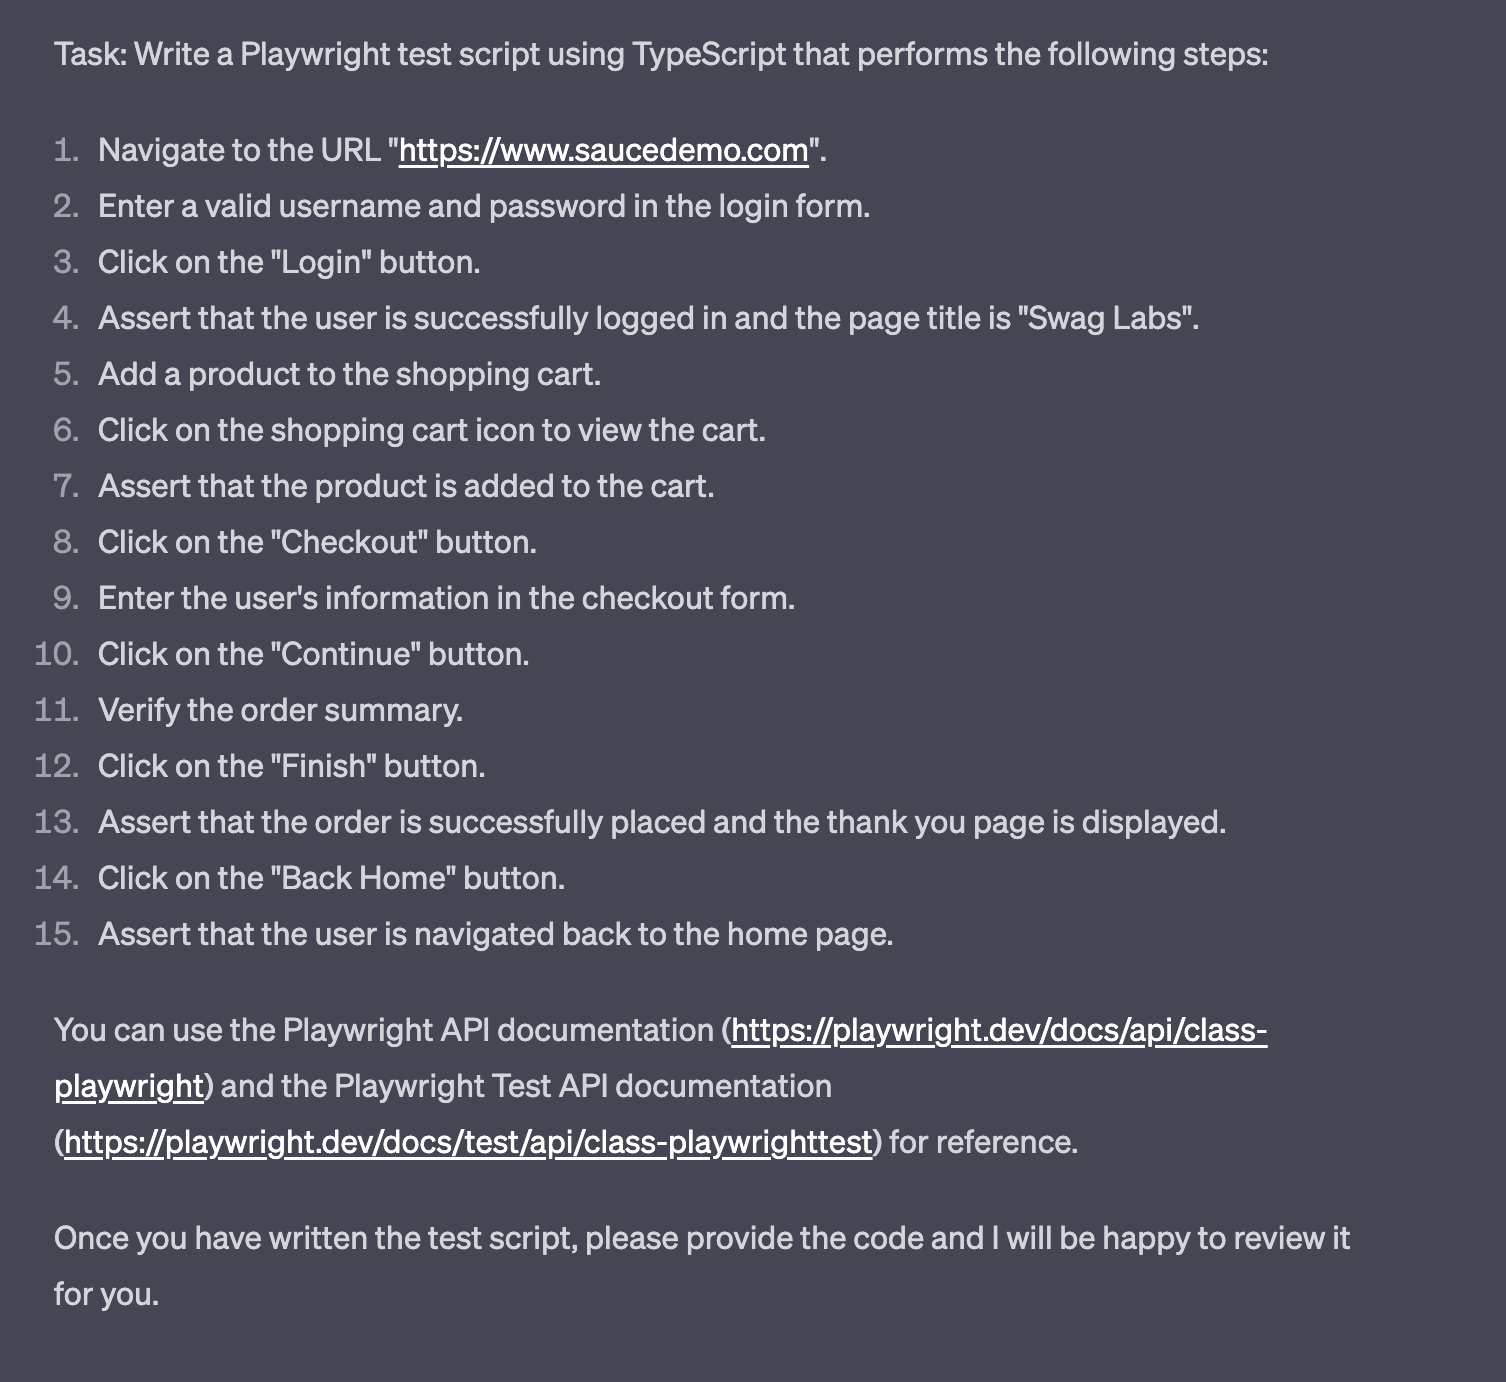 Task: Write a Playwright test script using TypeScript that performs the following steps:
1. Navigate to the URL "https://www.saucedemo.com".
2. Enter a valid username and password in the login form.
3. Click on the "Login" button.
4. Assert that the user is successfully logged in and the page title is "Swag Labs".
5. Add a product to the shopping cart.
6. Click on the shopping cart icon to view the cart.
7. Assert that the product is added to the cart.
8. Click on the "Checkout" button.
9. Enter the user's information in the checkout form.
10. Click on the "Continue" button.
11. Verify the order summary.
12. Click on the "Finish" button.
13. Assert that the order is successfully placed and the thank you page is displayed.
14. Click on the "Back Home" button.
15. Assert that the user is navigated back to the home page.
You can use the Playwright API documentation (https://playwright.dev/docs/api/class-
playwright) and the Playwright Test API documentation
(https://playwright.dev/docs/test/api/class-playwrighttest) for reference.
Once you have written the test script, please provide the code and I will be happy to review it
for you.